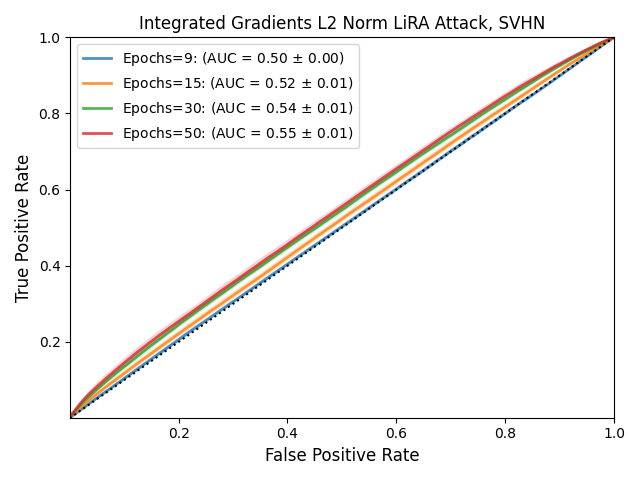 Integrated Gradients L2 Norm LiRA Attack, SVHN
Epochs=9: (AUC = 0.50 ± 0.00)
Epochs=15: (AUC = 0.52 ± 0.01)
Epochs=30: (AUC = 0.54 ± 0.01)
Epochs=50: (AUC = 0.55 ± 0.01)
True Positive Rate
1.0
0.8
0.6
0.4
0.2
0.2 0.4 0.6 0.8 1.0
False Positive Rate